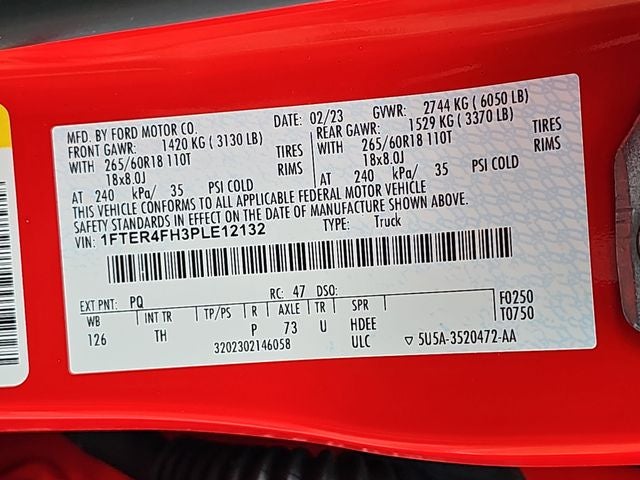 MFD. BY FORD MOTOR CO. DATE: 02/23 GVWR: 2744 KG ( 6050 LB)
FRONT GAWR: 1420 KG ( 3130 LB) REAR GAWR: 1529 KG ( 3370 LB)
WITH 265/60R18 110T TIRES WITH 265/60R18 110T TIRES
18x8.0J RIMS 18x8.0J RIMS
AT 240 kPa/ 35 PSI COLD AT 240 kPa/ 35 PSI COLD
THIS VEHICLE CONFORMS TO ALL APPLICABLE FEDERAL MOTOR VEHICLE
SAFETY STANDARDS IN EFFECT ON THE DATE OF MANUFACTURE SHOWN ABOVE.
VIN: 1FTER4FH3PLE12132 TYPE: Truck
EXT PNT: PQ RC: 47 DSO:
WB INT TR TP/PS R AXLE TR SPR F0250
126 TH P 73 U HDEE T0750
3202302146058 ULC ▽ 5U5A-3520472-AA